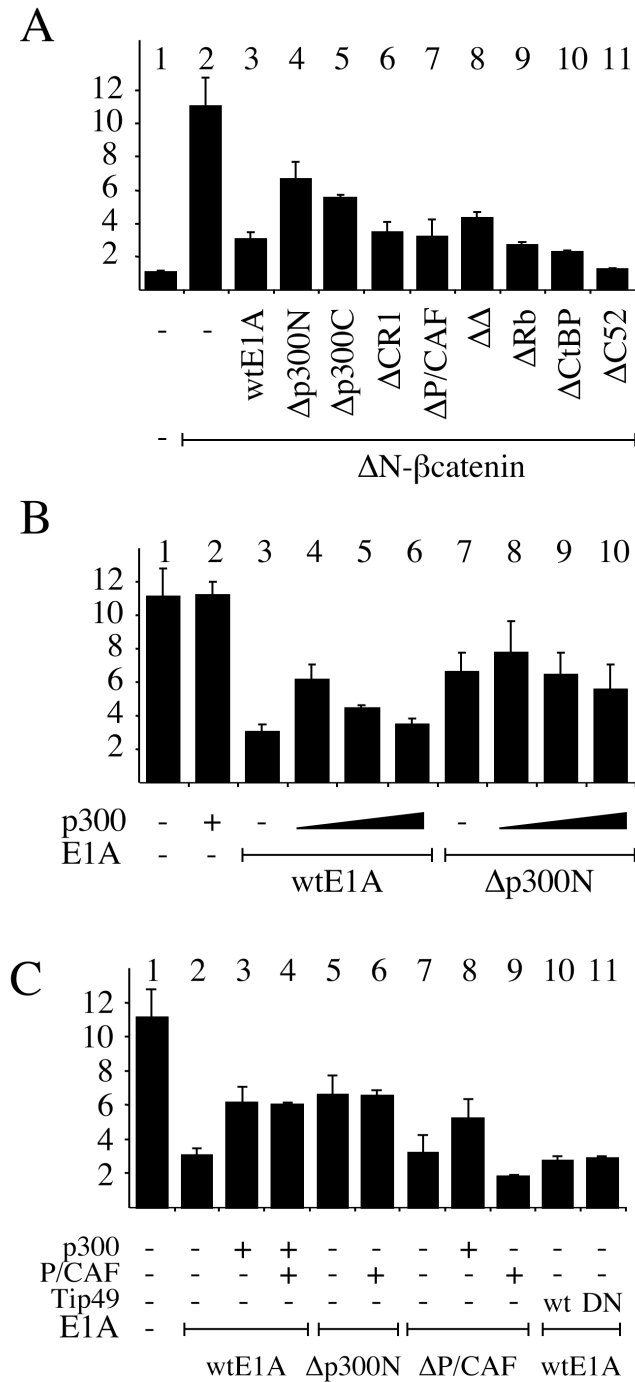 A
1 2 3 4 5 6 7 8 9 10 11
12
10
8
6
4
2
- - wtE1A Δp300N Δp300C ΔCR1 ΔP/CAF ΔΔ ΔRb ΔCtBP ΔC52
-
ΔN-βcatenin
B
1 2 3 4 5 6 7 8 9 10
12
10
8
6
4
2
p300 - + - -
E1A - -
wtE1A Δp300N
C
1 2 3 4 5 6 7 8 9 10 11
12
10
8
6
4
2
p300 - - + + - - - + - - -
P/CAF - - - + - + - - + - -
Tip49 - - - - - - - - - wt DN
E1A -
wtE1A Δp300N ΔP/CAF wtE1A